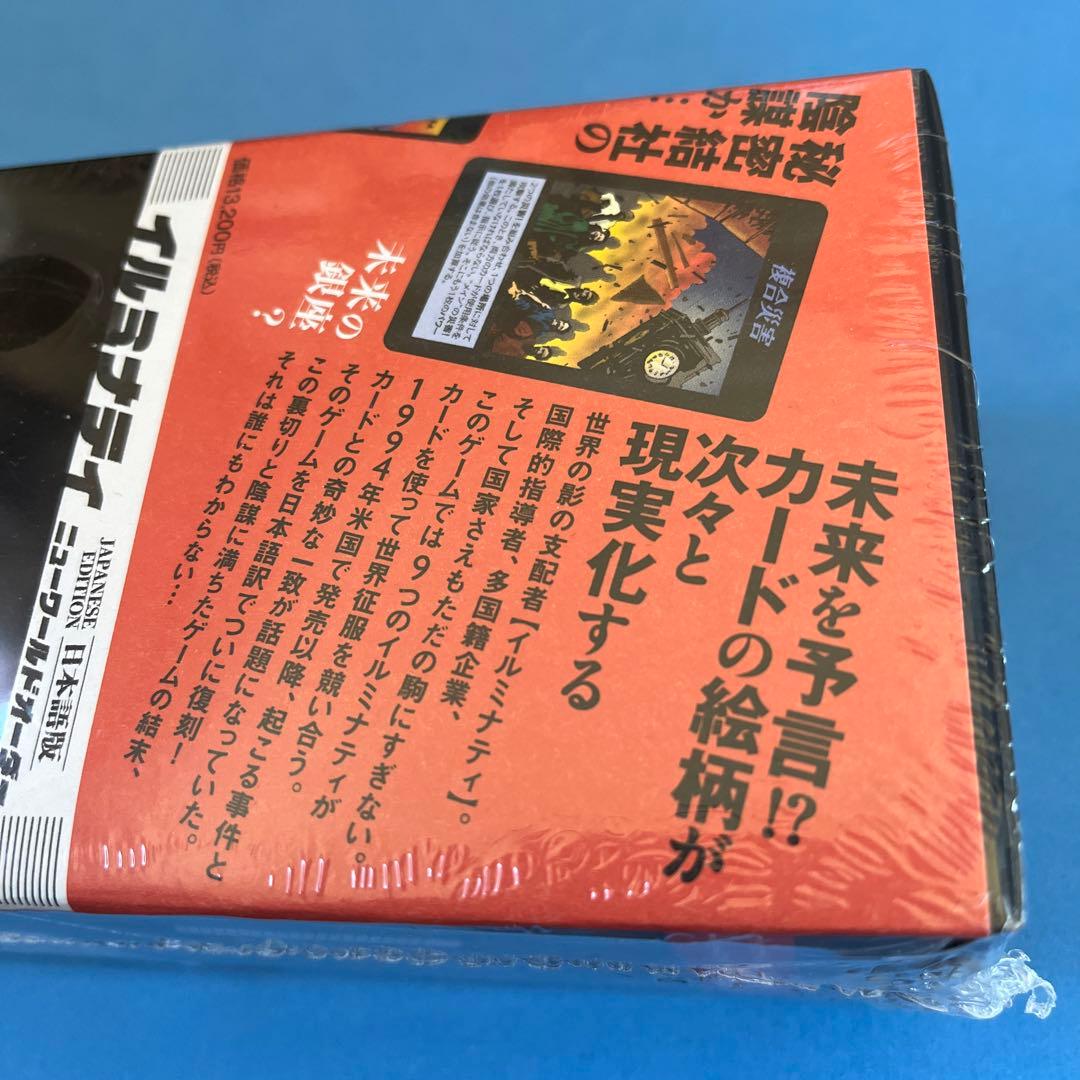 未来を予言!?
カードの絵柄が
次々と
現実化する
世界の影の支配者【イルミナティ】。
国際的指導者、多国籍企業、
そして国家さえもただの駒にすぎない。
このゲームでは9つのイルミナティが
カードを使って世界征服を競い合う。
1994年米国で発売以降、起こる事件と
カードとの奇妙な一致が話題になっていた。
そのゲームを日本語訳でついに復刻!
この裏切りと陰謀に満ちたゲームの結末、
それは誰にもわからない…
複合災害
秘密結社の
陰謀か…
未来の
銀座?
価格13,200円(税込)
イルミナティ
ニューワールドオーダー
JAPANESE
EDITION
日本語版